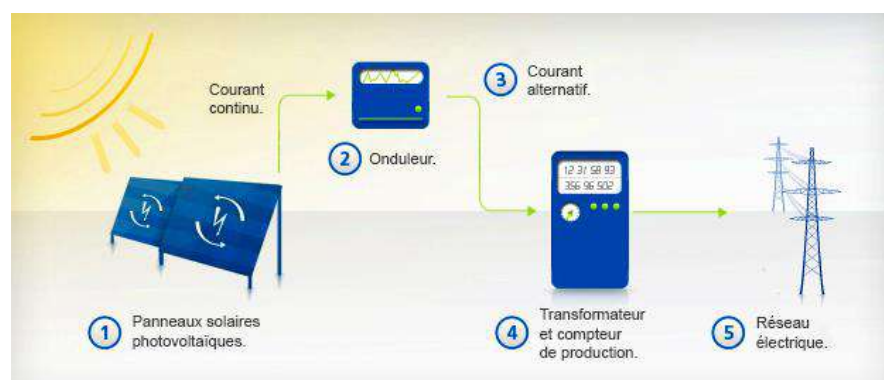 Courant
continu.
2 Onduleur.
3 Courant
alternatif.
12 31 58 93
356 96 502
1 Panneaux solaires
photovoltaïques.
4 Transformateur
et compteur
de production.
5 Réseau
électrique.